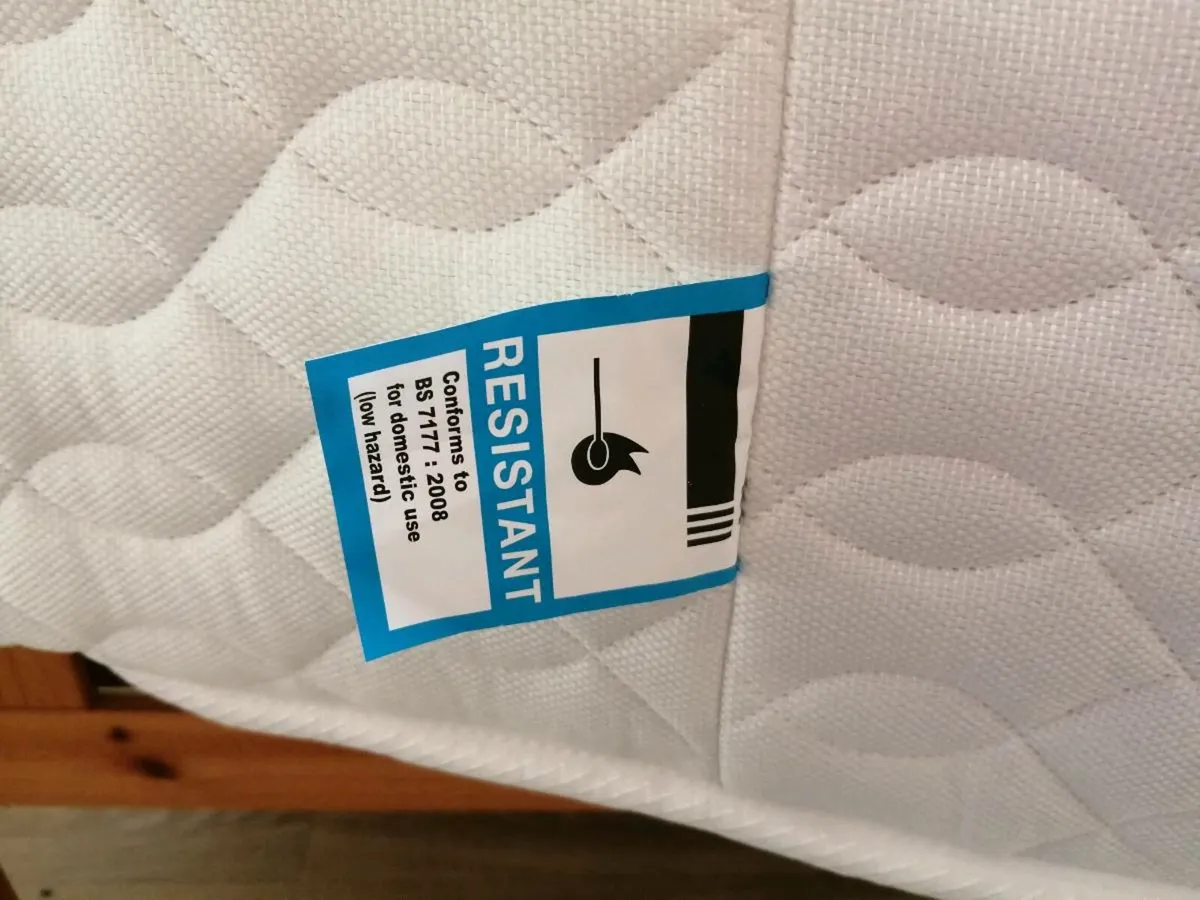 RESISTANT
Conforms to
BS 7177 : 2008
for domestic use
(low hazard)